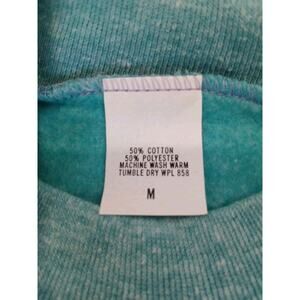 50% COTTON
50% POLYESTER
MACHINE WASH WARM
TUMBLE DRY WPL 858
M